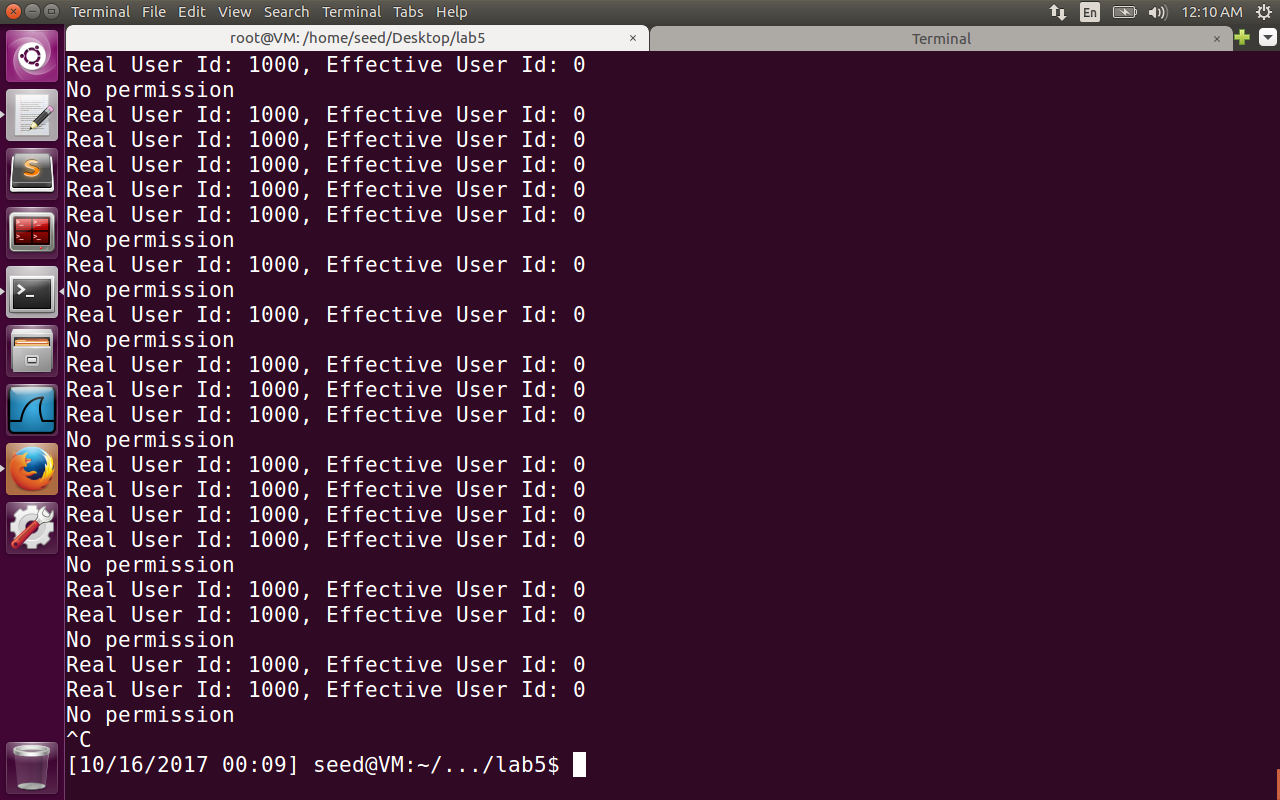 Terminal File Edit View Search Terminal Tabs Help En 12:10 AM
root@VM: /home/seed/Desktop/lab5 × Terminal ×
Real User Id: 1000, Effective User Id: 0
No permission
Real User Id: 1000, Effective User Id: 0
Real User Id: 1000, Effective User Id: 0
Real User Id: 1000, Effective User Id: 0
Real User Id: 1000, Effective User Id: 0
Real User Id: 1000, Effective User Id: 0
No permission
Real User Id: 1000, Effective User Id: 0
No permission
Real User Id: 1000, Effective User Id: 0
No permission
Real User Id: 1000, Effective User Id: 0
Real User Id: 1000, Effective User Id: 0
Real User Id: 1000, Effective User Id: 0
No permission
Real User Id: 1000, Effective User Id: 0
Real User Id: 1000, Effective User Id: 0
Real User Id: 1000, Effective User Id: 0
Real User Id: 1000, Effective User Id: 0
No permission
Real User Id: 1000, Effective User Id: 0
Real User Id: 1000, Effective User Id: 0
No permission
Real User Id: 1000, Effective User Id: 0
Real User Id: 1000, Effective User Id: 0
No permission
^C
[10/16/2017 00:09] seed@VM:~/.../lab5$